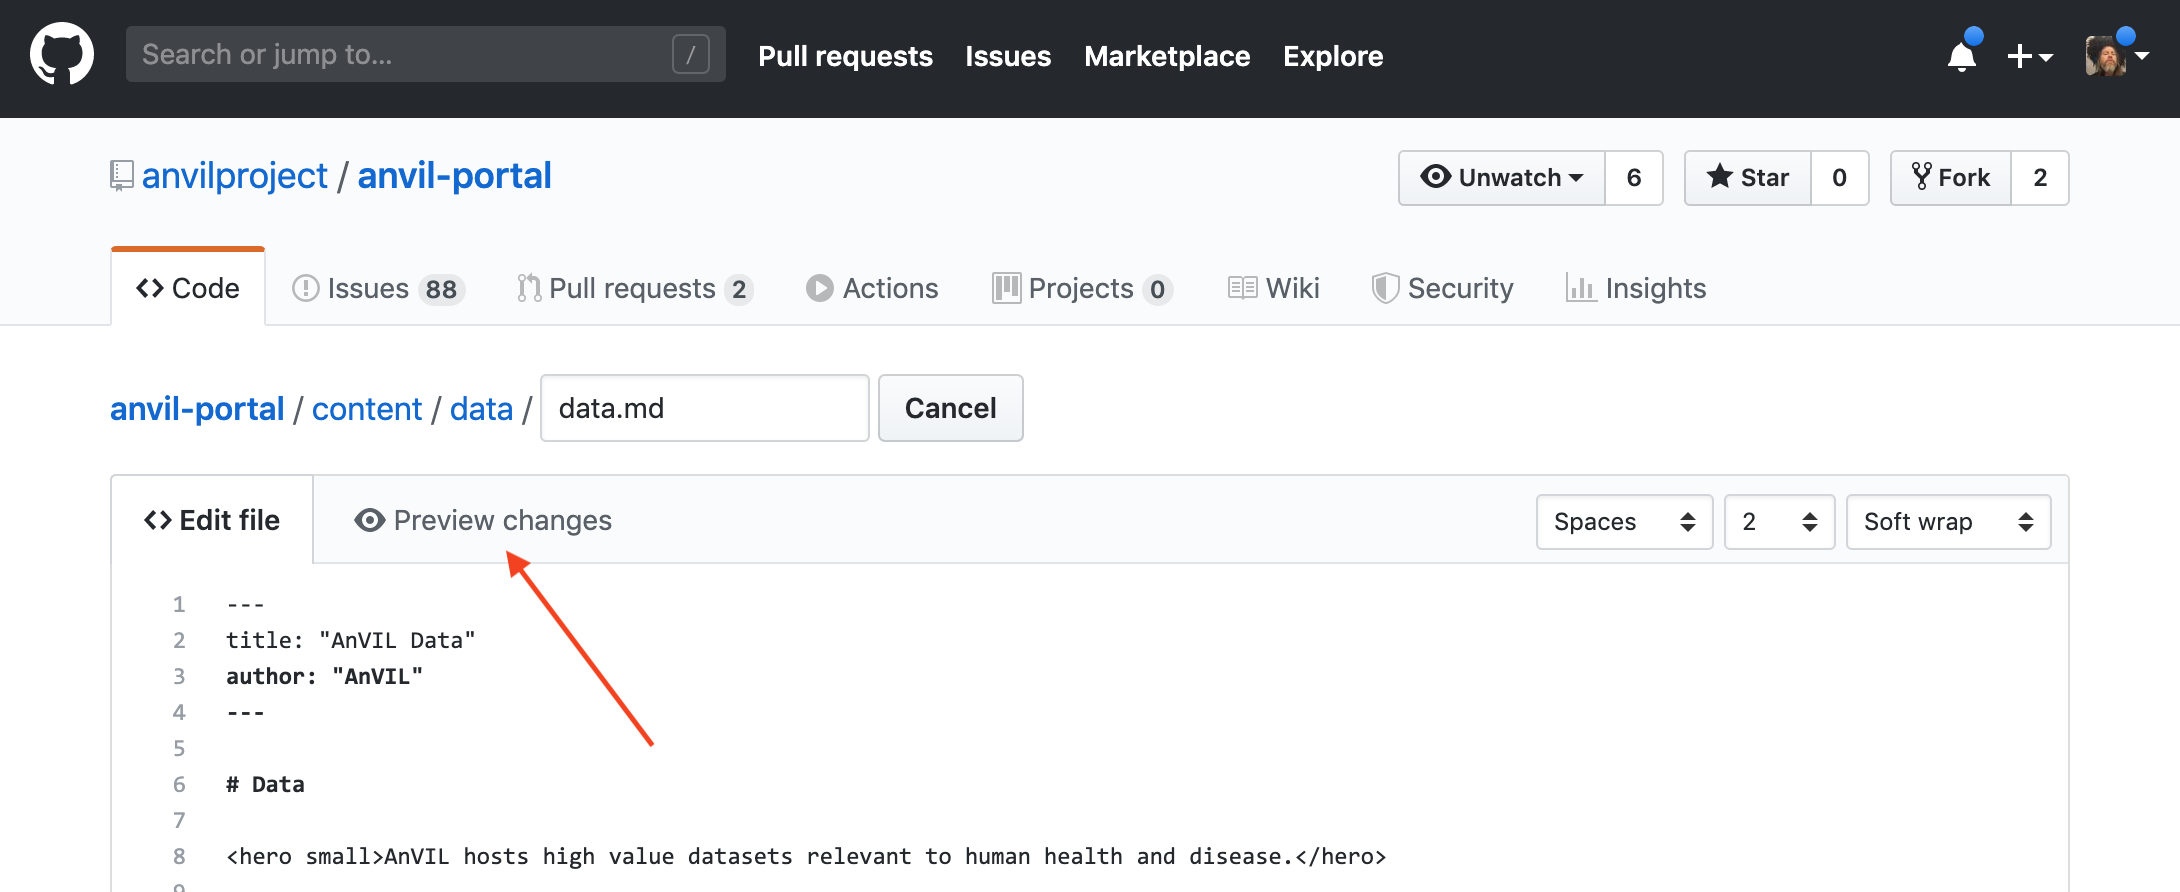 Search or jump to... /
Pull requests Issues Marketplace Explore
anvilproject / anvil-portal
Unwatch 6 Star 0 Fork 2
Code Issues 88 Pull requests 2 Actions Projects 0 Wiki Security Insights
anvil-portal / content / data / data.md Cancel
<> Edit file Preview changes Spaces 2 Soft wrap
1 ---
2 title: "AnVIL Data"
3 author: "AnVIL"
4 ---
5
6 # Data
7
8 <hero small>AnVIL hosts high value datasets relevant to human health and disease.</hero>
9